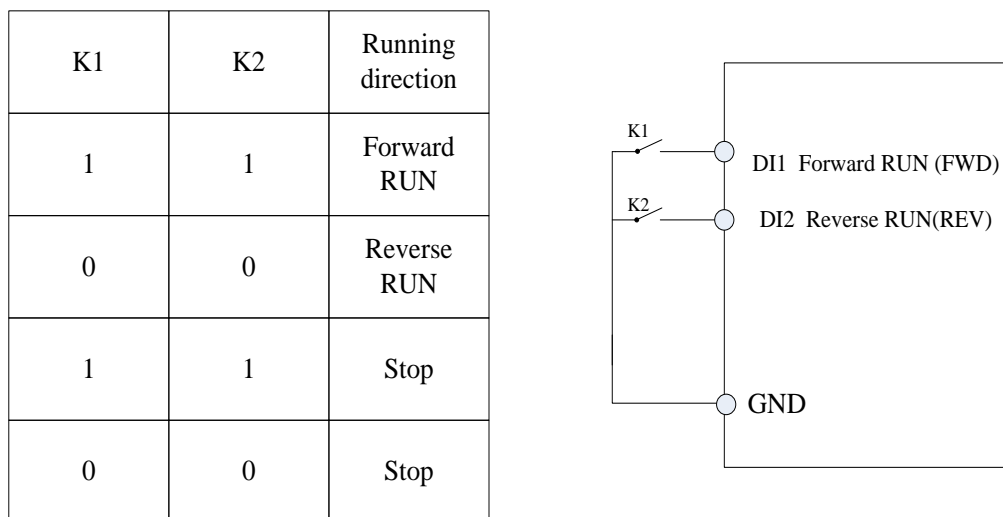 K1 K2 Running
direction
1 1 Forward
RUN
0 0 Reverse
RUN
1 1 Stop
0 0 Stop
K1
DI1 Forward RUN (FWD)
K2
DI2 Reverse RUN(REV)
GND